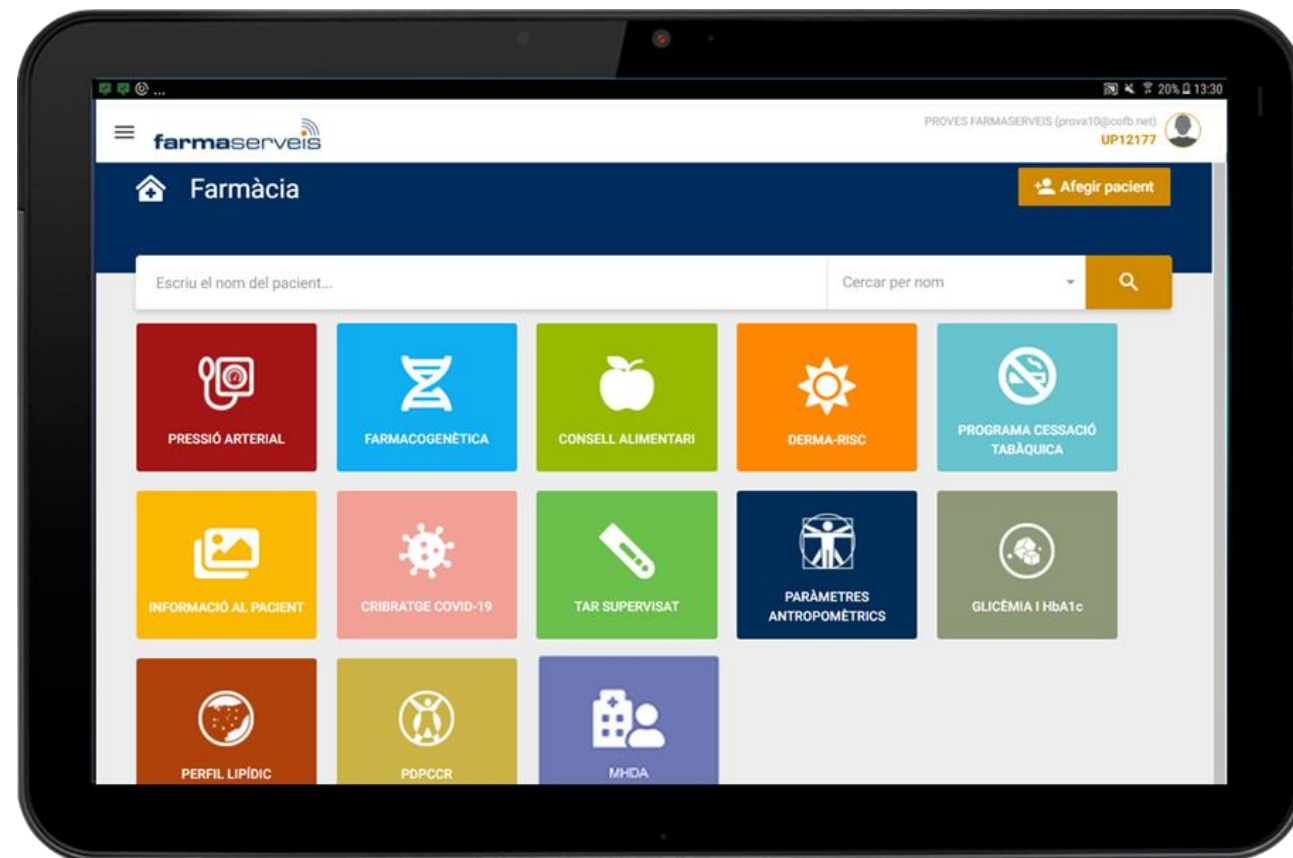 ... 20% 13:30
farmaserveis
PROVES FARMASERVEIS (prova10@cofb.net)
UP12177
Farmàcia
Afegir pacient
Escriu el nom del pacient...
Cercar per nom
PRESSIÓ ARTERIAL
FARMACOGENÈTICA
CONSELL ALIMENTARI
DERMA-RISC
PROGRAMA CESSACIÓ
TABÀQUICA
INFORMACIÓ AL PACIENT
CRIBRATGE COVID-19
TAR SUPERVISAT
PARÀMETRES
ANTROPOMÈTRICS
GLICÈMIA I HbA1c
PERFIL LIPÍDIC
PDPCCR
MHDA